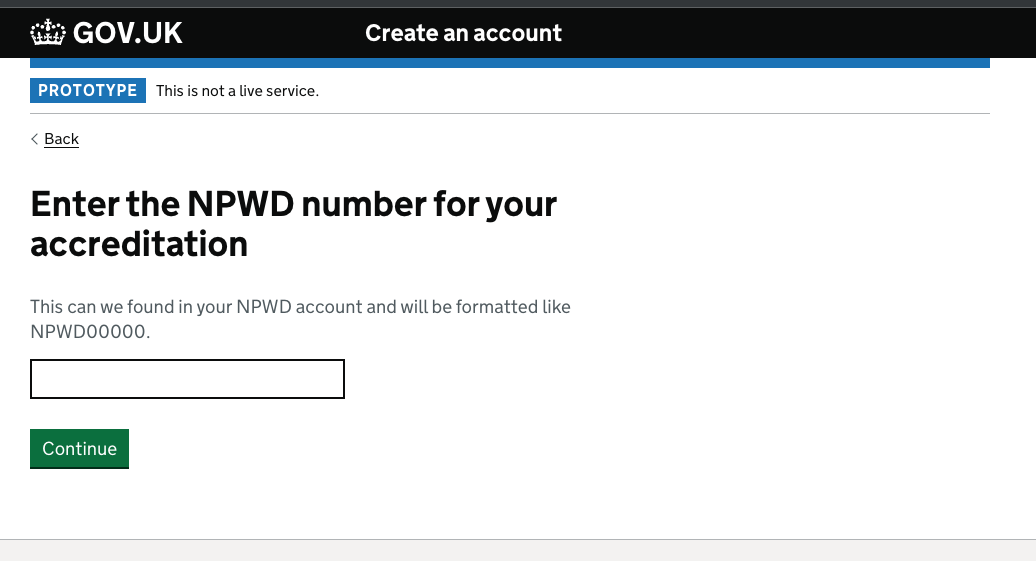 GOV.UK Create an account
PROTOTYPE This is not a live service.
Back
Enter the NPWD number for your
accreditation
This can we found in your NPWD account and will be formatted like
NPWD00000.
Continue